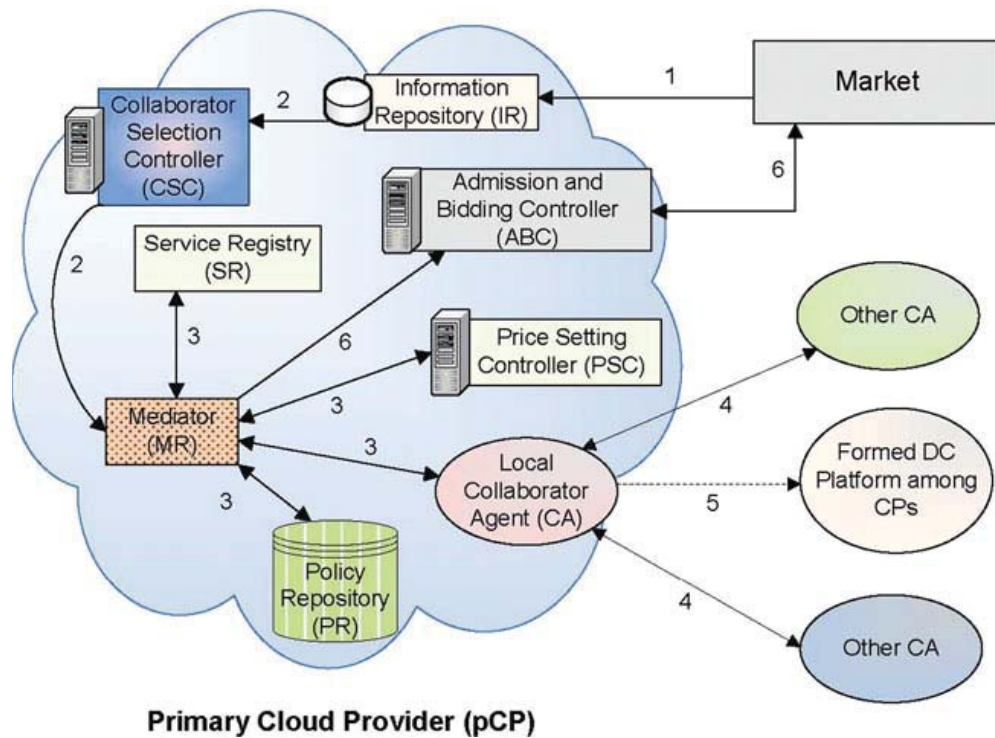 Collaborator
Selection
Controller
(CSC)
2
Information
Repository (IR)
1
Market
6
Admission and
Bidding Controller
(ABC)
2
Service Registry
(SR)
3
6
Price Setting
Controller (PSC)
3
Other CA
4
Mediator
(MR)
3
Local
Collaborator
Agent (CA)
5
Formed DC
Platform among
CPs
3
Policy
Repository
(PR)
4
Other CA
Primary Cloud Provider (pCP)